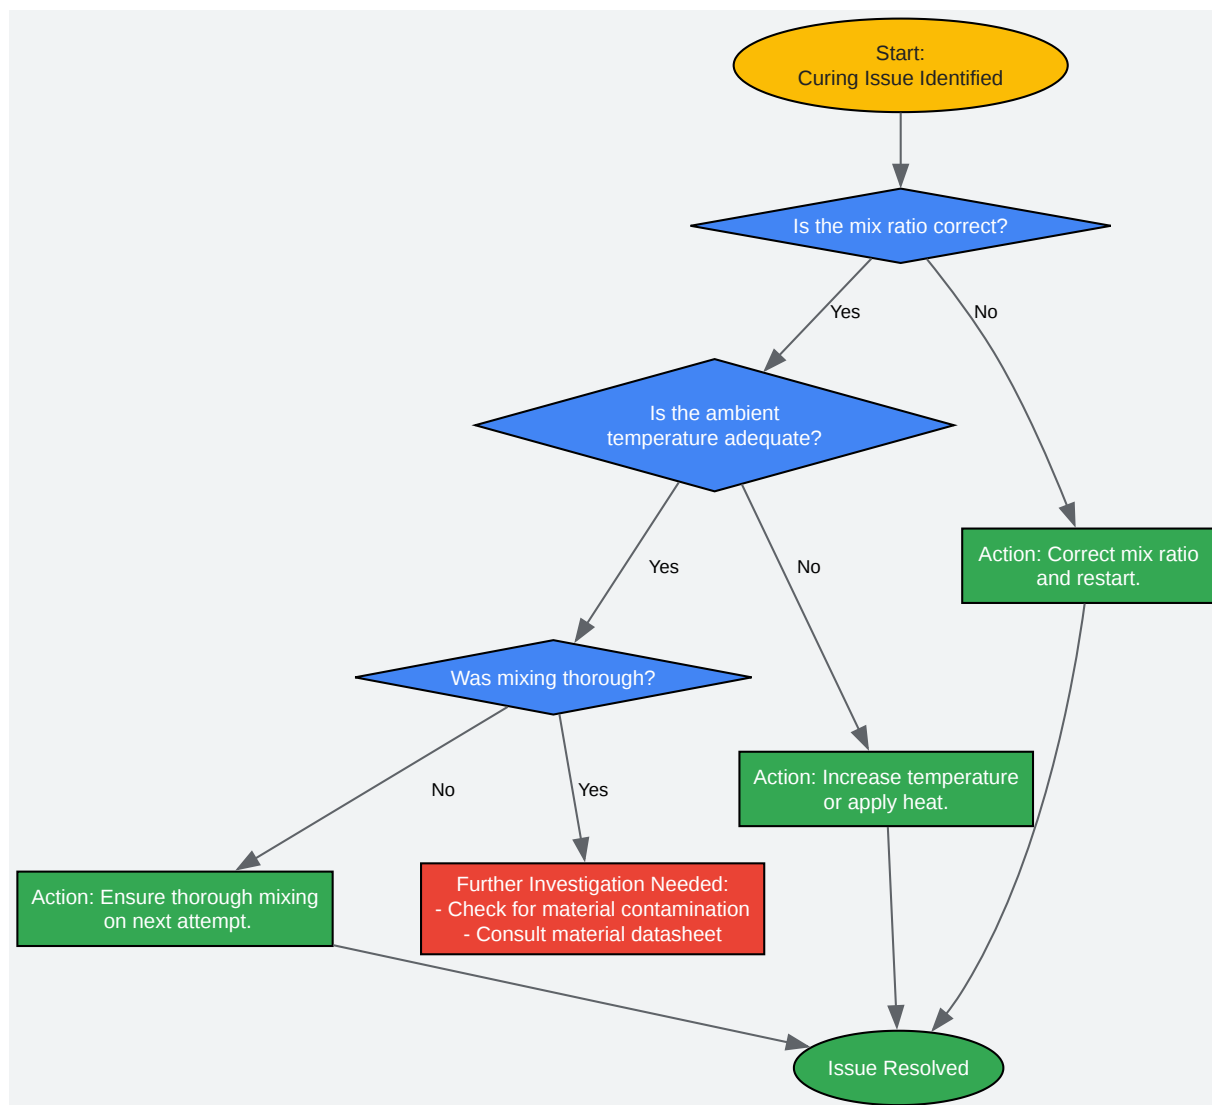 Start:
Curing Issue Identified
Is the mix ratio correct?
Yes
No
Is the ambient
temperature adequate?
Yes
No
Action: Correct mix ratio
and restart.
Was mixing thorough?
No
Yes
Action: Increase temperature
or apply heat.
Action: Ensure thorough mixing
on next attempt.
Further Investigation Needed:
- Check for material contamination
- Consult material datasheet
Issue Resolved